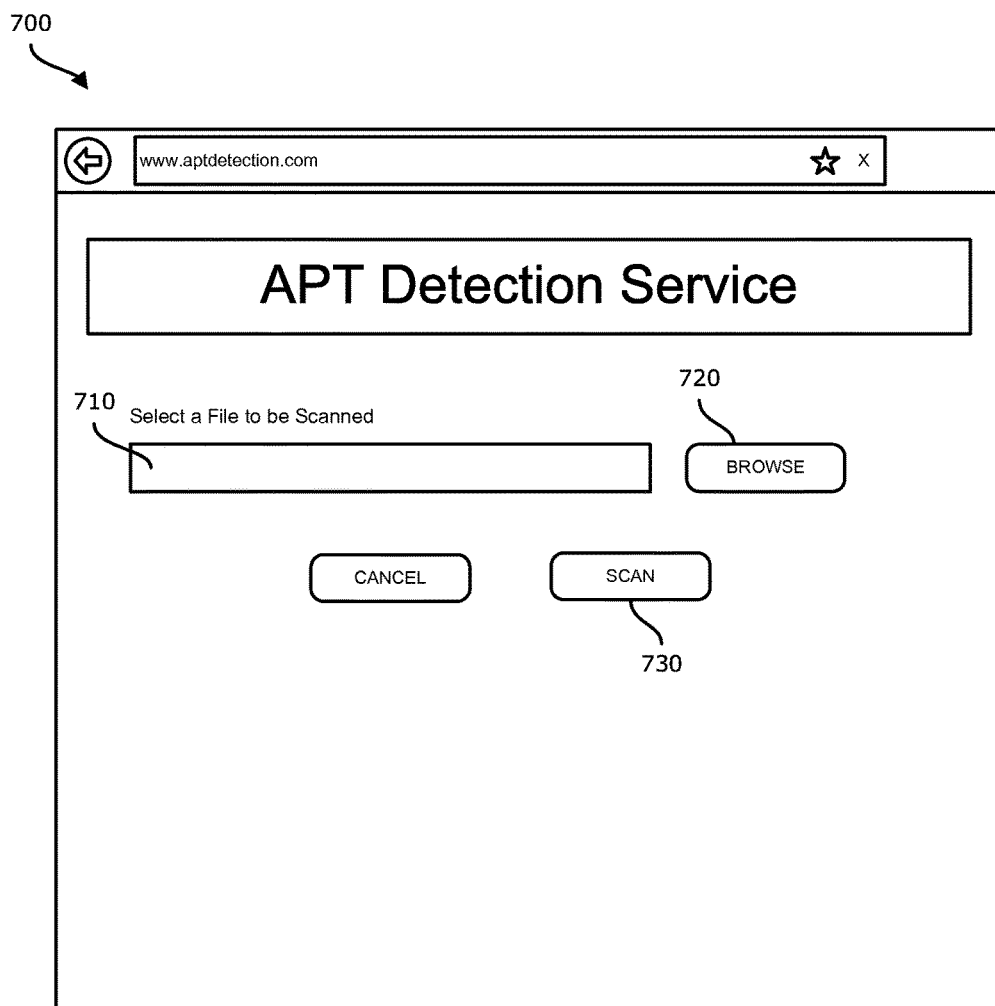 700
www.aptdetection.com X
APT Detection Service
720
710
Select a File to be Scanned
BROWSE
CANCEL
SCAN
730